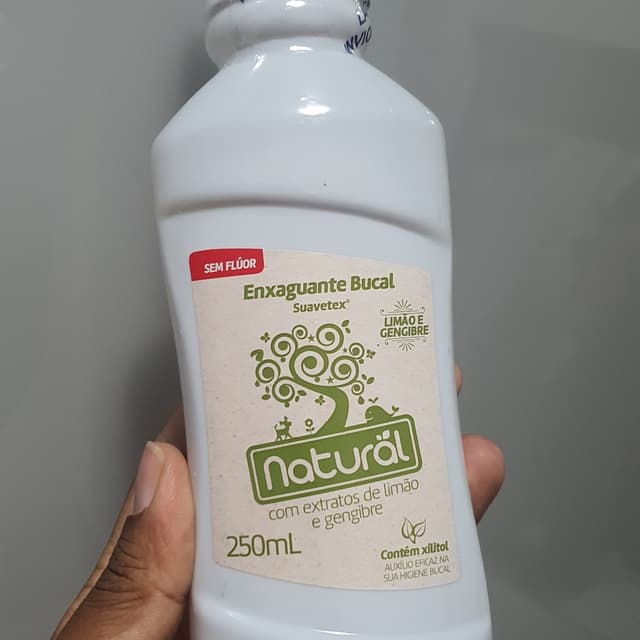 SEM FLÚOR
Enxaguante Bucal
Suavetex®
LIMÃO E
GENGIBRE
natural
com extratos de limão
e gengibre
250mL
Contém xilitol
AUXÍLIO EFICAZ NA
SUA HIGIENE BUCAL